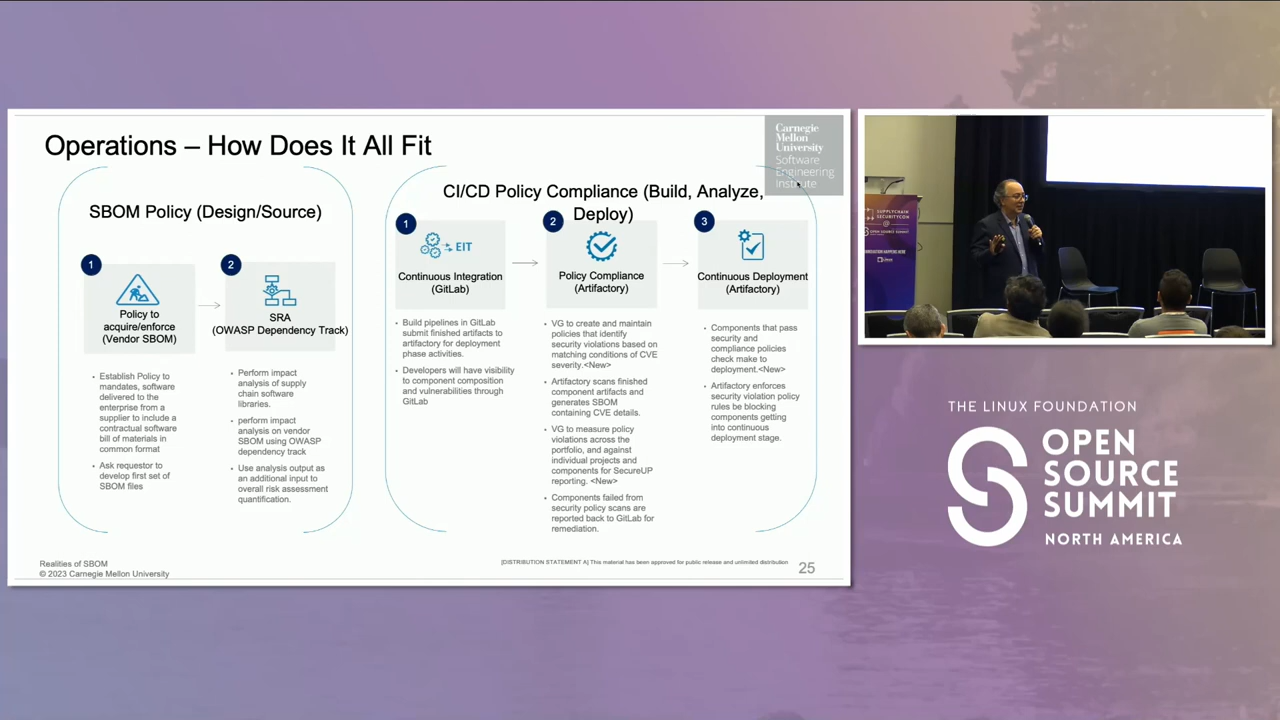 Operations – How Does It All Fit
Carnegie
Mellon
University
Software
Engineering
Institute
SBOM Policy (Design/Source)
1
Policy to
acquire/enforce
(Vendor SBOM)
• Establish Policy to
mandates, software
delivered to the
enterprise from a
supplier to include a
contractual software
bill of materials in
common format
• Ask requestor to
develop first set of
SBOM files
2
SRA
(OWASP Dependency Track)
• Perform impact
analysis of supply
chain software
libraries.
• perform impact
analysis on vendor
SBOM using OWASP
dependency track
• Use analysis output as
an additional input to
overall risk assessment
quantification.
CI/CD Policy Compliance (Build, Analyze,
Deploy)
1
EIT
Continuous Integration
(GitLab)
• Build pipelines in GitLab
submit finished artifacts to
artifactory for deployment
phase activities.
• Developers will have visibility
to component composition
and vulnerabilities through
GitLab
2
Policy Compliance
(Artifactory)
• VG to create and maintain
policies that identify
security violations based on
matching conditions of CVE
severity.<New>
• Artifactory scans finished
component artifacts and
generates SBOM
containing CVE details.
• VG to measure policy
violations across the
portfolio, and against
individual projects and
components for SecureUP
reporting. <New>
• Components failed from
security policy scans are
reported back to GitLab for
remediation.
3
Continuous Deployment
(Artifactory)
• Components that pass
security and
compliance policies
check make to
deployment.<New>
• Artifactory enforces
security violation policy
rules be blocking
components getting
into continuous
deployment stage.
Realities of SBOM
© 2023 Carnegie Mellon University
[DISTRIBUTION STATEMENT A] This material has been approved for public release and unlimited distribution
25
SUPPLYCHAIN
SECURITYCON
@
OPEN SOURCE SUMMIT
THE LINUX FOUNDATION
OPEN
SOURCE
SUMMIT
NORTH AMERICA